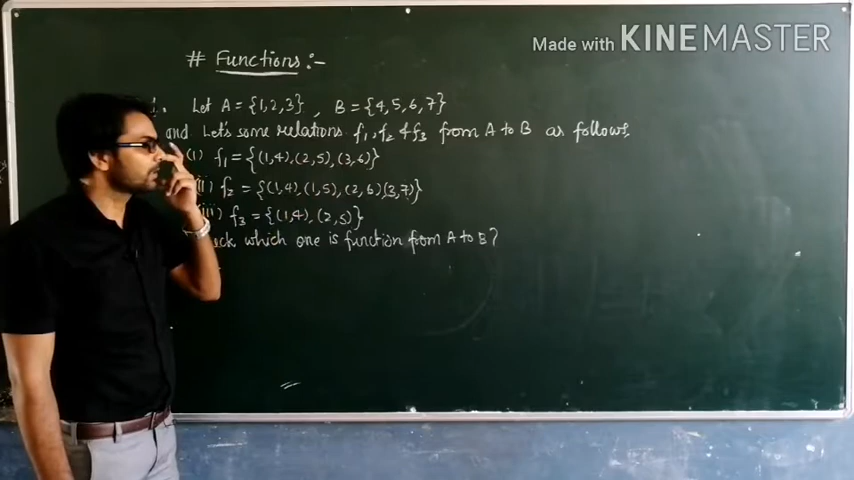 Made with KINEMASTER
# Functions :-
1. Let A = {1,2,3} , B = {4,5,6,7}
and Let's some relations f₁, f₂ & f₃ from A to B as follows,
(i) f₁ = {(1,4),(2,5),(3,6)}
(ii) f₂ = {(1,4),(1,5),(2,6)(3,7)}
(iii) f₃ = {(1,4),(2,5)}
which one is function from A to B?